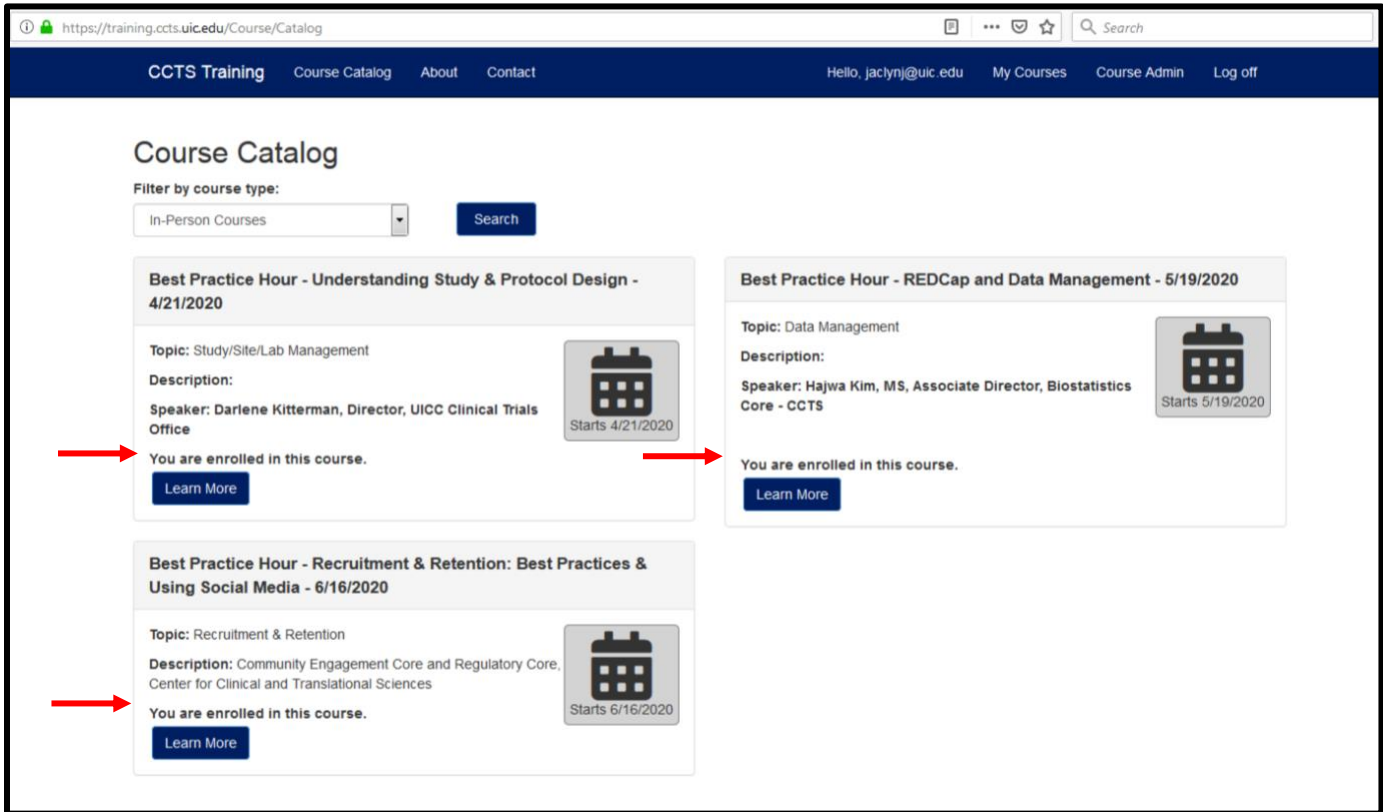 https://training.ccts.uic.edu/Course/Catalog
Search
CCTS Training Course Catalog About Contact Hello, jaclynj@uic.edu My Courses Course Admin Log off
Course Catalog
Filter by course type:
In-Person Courses
Search
Best Practice Hour - Understanding Study & Protocol Design -
4/21/2020
Topic: Study/Site/Lab Management
Description:
Speaker: Darlene Kitterman, Director, UICC Clinical Trials
Office
Starts 4/21/2020
You are enrolled in this course.
Learn More
Best Practice Hour - REDCap and Data Management - 5/19/2020
Topic: Data Management
Description:
Speaker: Hajwa Kim, MS, Associate Director, Biostatistics
Core - CCTS
Starts 5/19/2020
You are enrolled in this course.
Learn More
Best Practice Hour - Recruitment & Retention: Best Practices &
Using Social Media - 6/16/2020
Topic: Recruitment & Retention
Description: Community Engagement Core and Regulatory Core,
Center for Clinical and Translational Sciences
Starts 6/16/2020
You are enrolled in this course.
Learn More